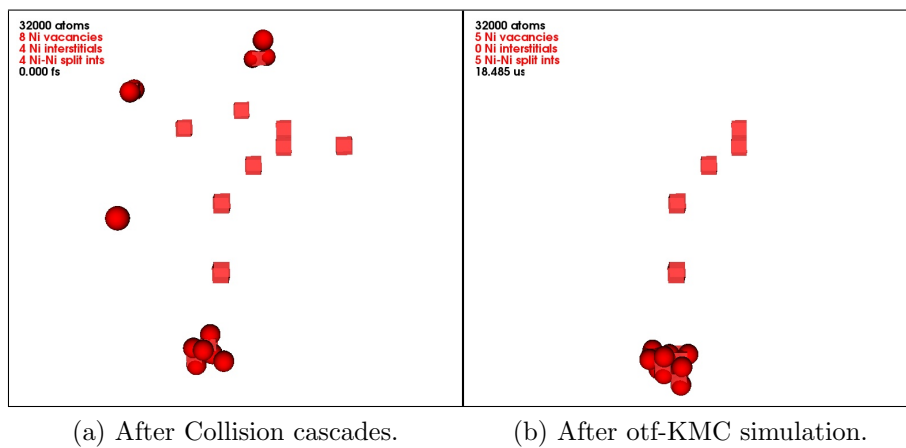 32000 atoms
8 Ni vacancies
4 Ni interstitials
4 Ni-Ni split ints
0.000 fs
32000 atoms
5 Ni vacancies
0 Ni interstitials
5 Ni-Ni split ints
18.485 us
(a) After Collision cascades.
(b) After otf-KMC simulation.